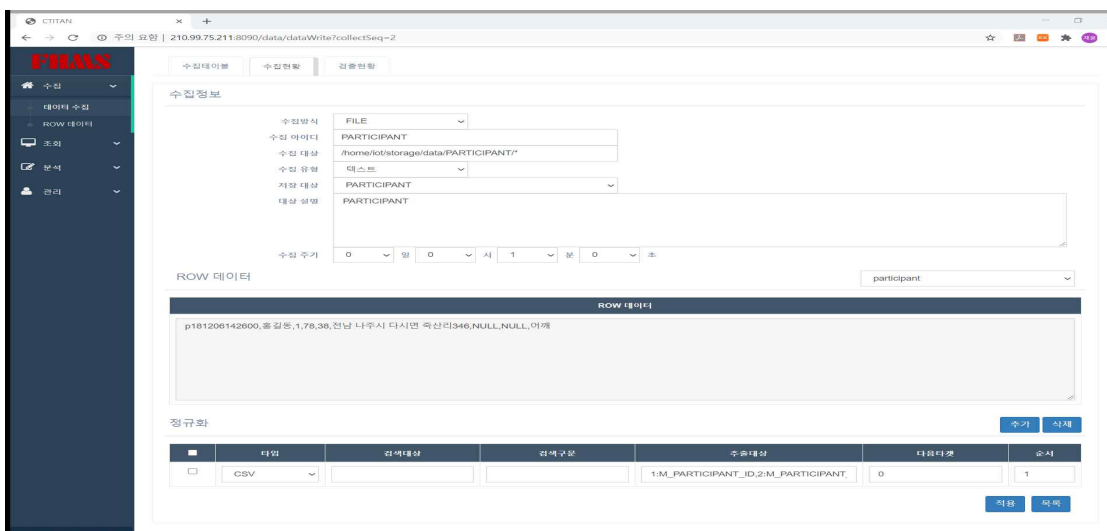 CTITAN
주의 요함 | 210.99.75.211:8090/data/dataWrite?collectSeq=2
FHMS
수집테이블 수집현황 검출현황
수집
데이터 수집
ROW 데이터
조회
분석
관리
수집정보
수집방식 FILE
수집 아이디 PARTICIPANT
수집 대상 /home/iot/storage/data/PARTICIPANT/*
수집 유형 텍스트
저장 대상 PARTICIPANT
대상 설명 PARTICIPANT
수집 주기 0 일 0 시 1 분 0 초
ROW 데이터 participant
ROW 데이터
p181206142600,홍길동,1,78,38,전남 나주시 다시면 죽산리346,NULL,NULL,어깨
정규화 추가 삭제
타입 검색대상 검색구문 추출대상 다음타겟 순서
CSV 1:M_PARTICIPANT_ID,2:M_PARTICIPANT_ 0 1
적용 목록